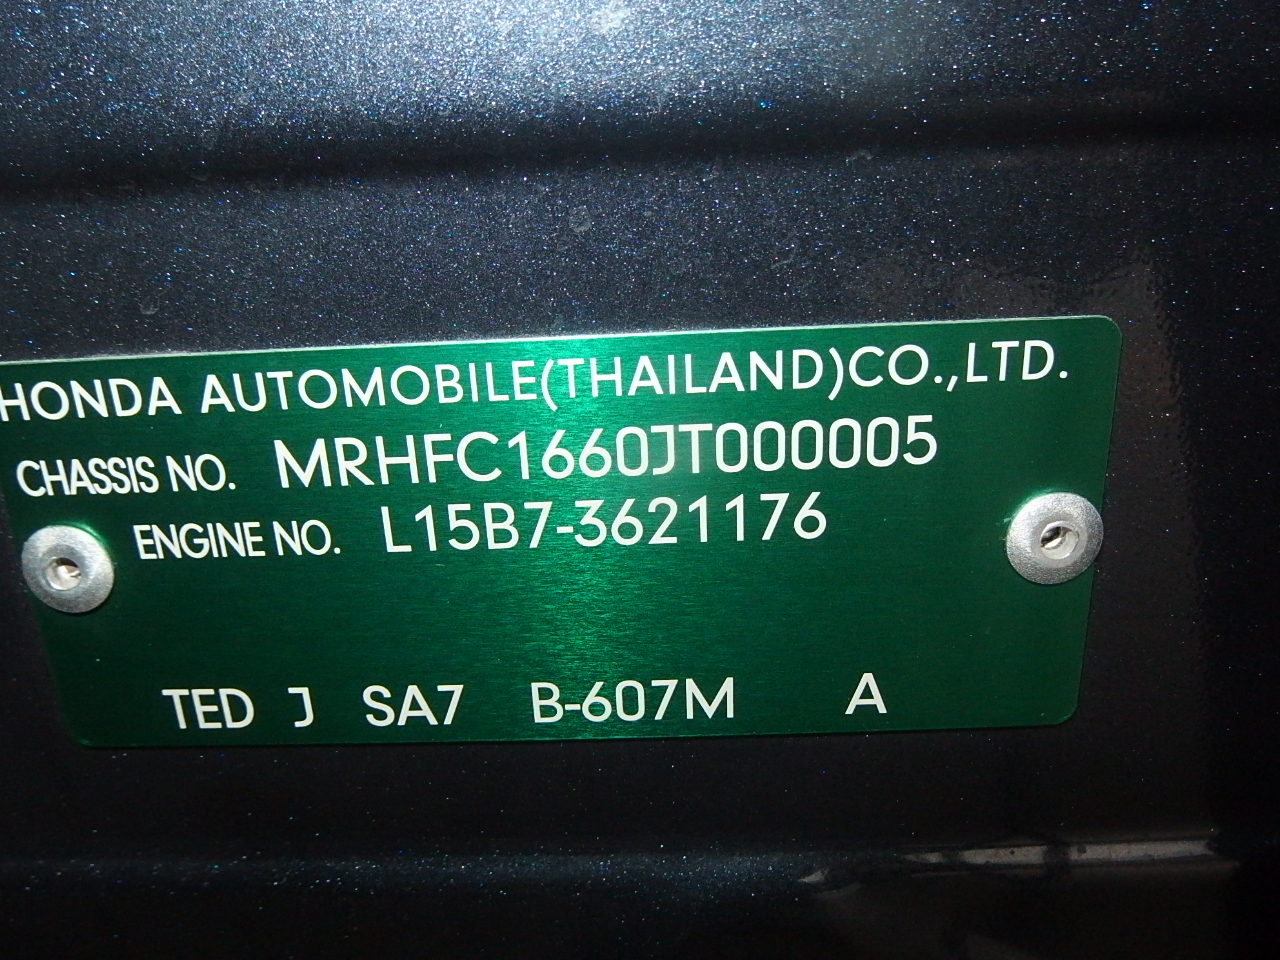 HONDA AUTOMOBILE(THAILAND)CO.,LTD.
CHASSIS NO. MRHFC1660JT000005
ENGINE NO. L15B7-3621176
TED J SA7 B-607M A